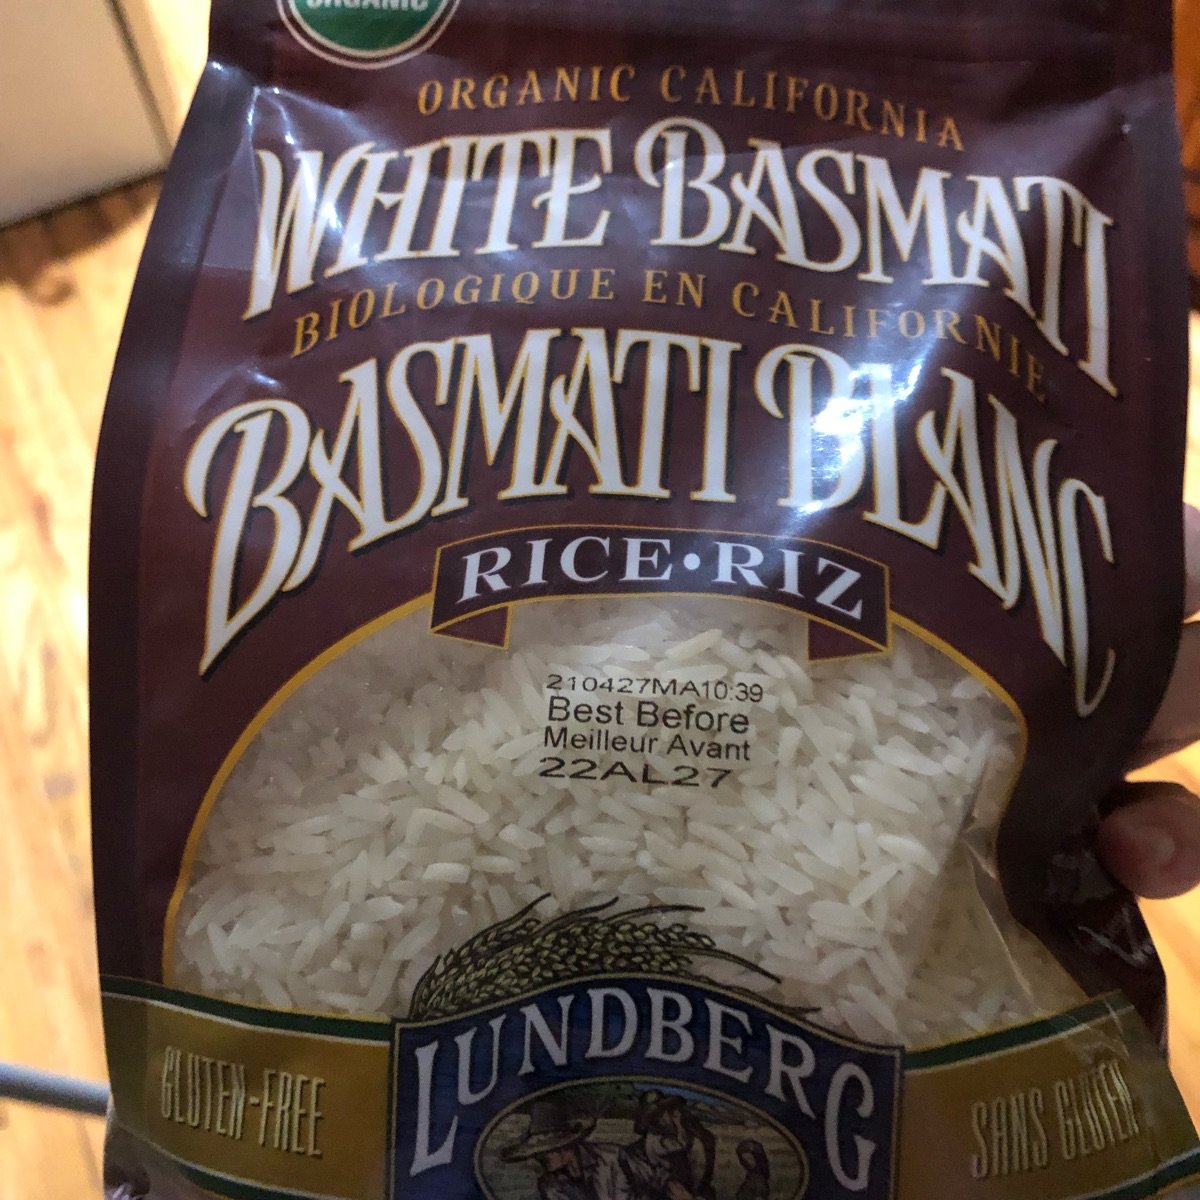 ORGANIC
ORGANIC CALIFORNIA
WHITE BASMATI
BIOLOGIQUE EN CALIFORNIE
BASMATI BLANC
RICE•RIZ
210427MA10:39
Best Before
Meilleur Avant
22AL27
LUNDBERG
GLUTEN-FREE
SANS GLUTEN